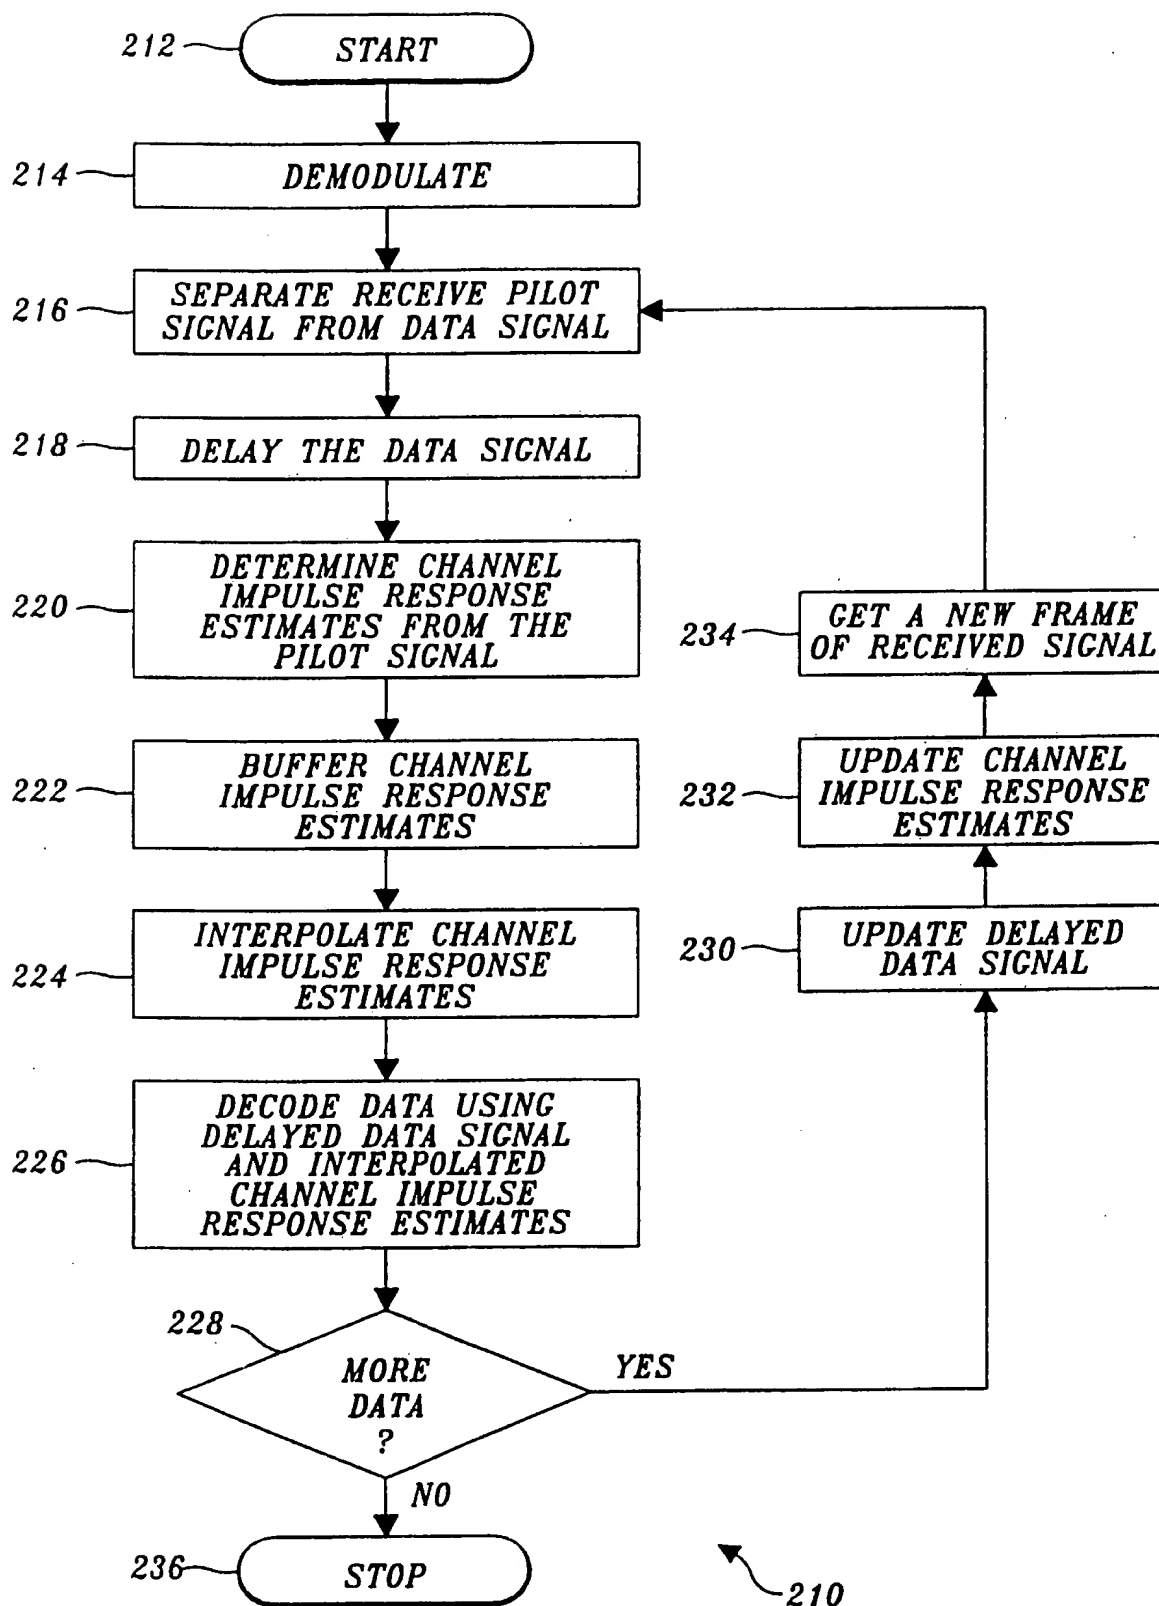 212
START
214
DEMODULATE
216
SEPARATE RECEIVE PILOT
SIGNAL FROM DATA SIGNAL
218
DELAY THE DATA SIGNAL
220
DETERMINE CHANNEL
IMPULSE RESPONSE
ESTIMATES FROM THE
PILOT SIGNAL
222
BUFFER CHANNEL
IMPULSE RESPONSE
ESTIMATES
224
INTERPOLATE CHANNEL
IMPULSE RESPONSE
ESTIMATES
226
DECODE DATA USING
DELAYED DATA SIGNAL
AND INTERPOLATED
CHANNEL IMPULSE
RESPONSE ESTIMATES
228
MORE
DATA
?
YES
NO
230
UPDATE DELAYED
DATA SIGNAL
232
UPDATE CHANNEL
IMPULSE RESPONSE
ESTIMATES
234
GET A NEW FRAME
OF RECEIVED SIGNAL
236
STOP
210